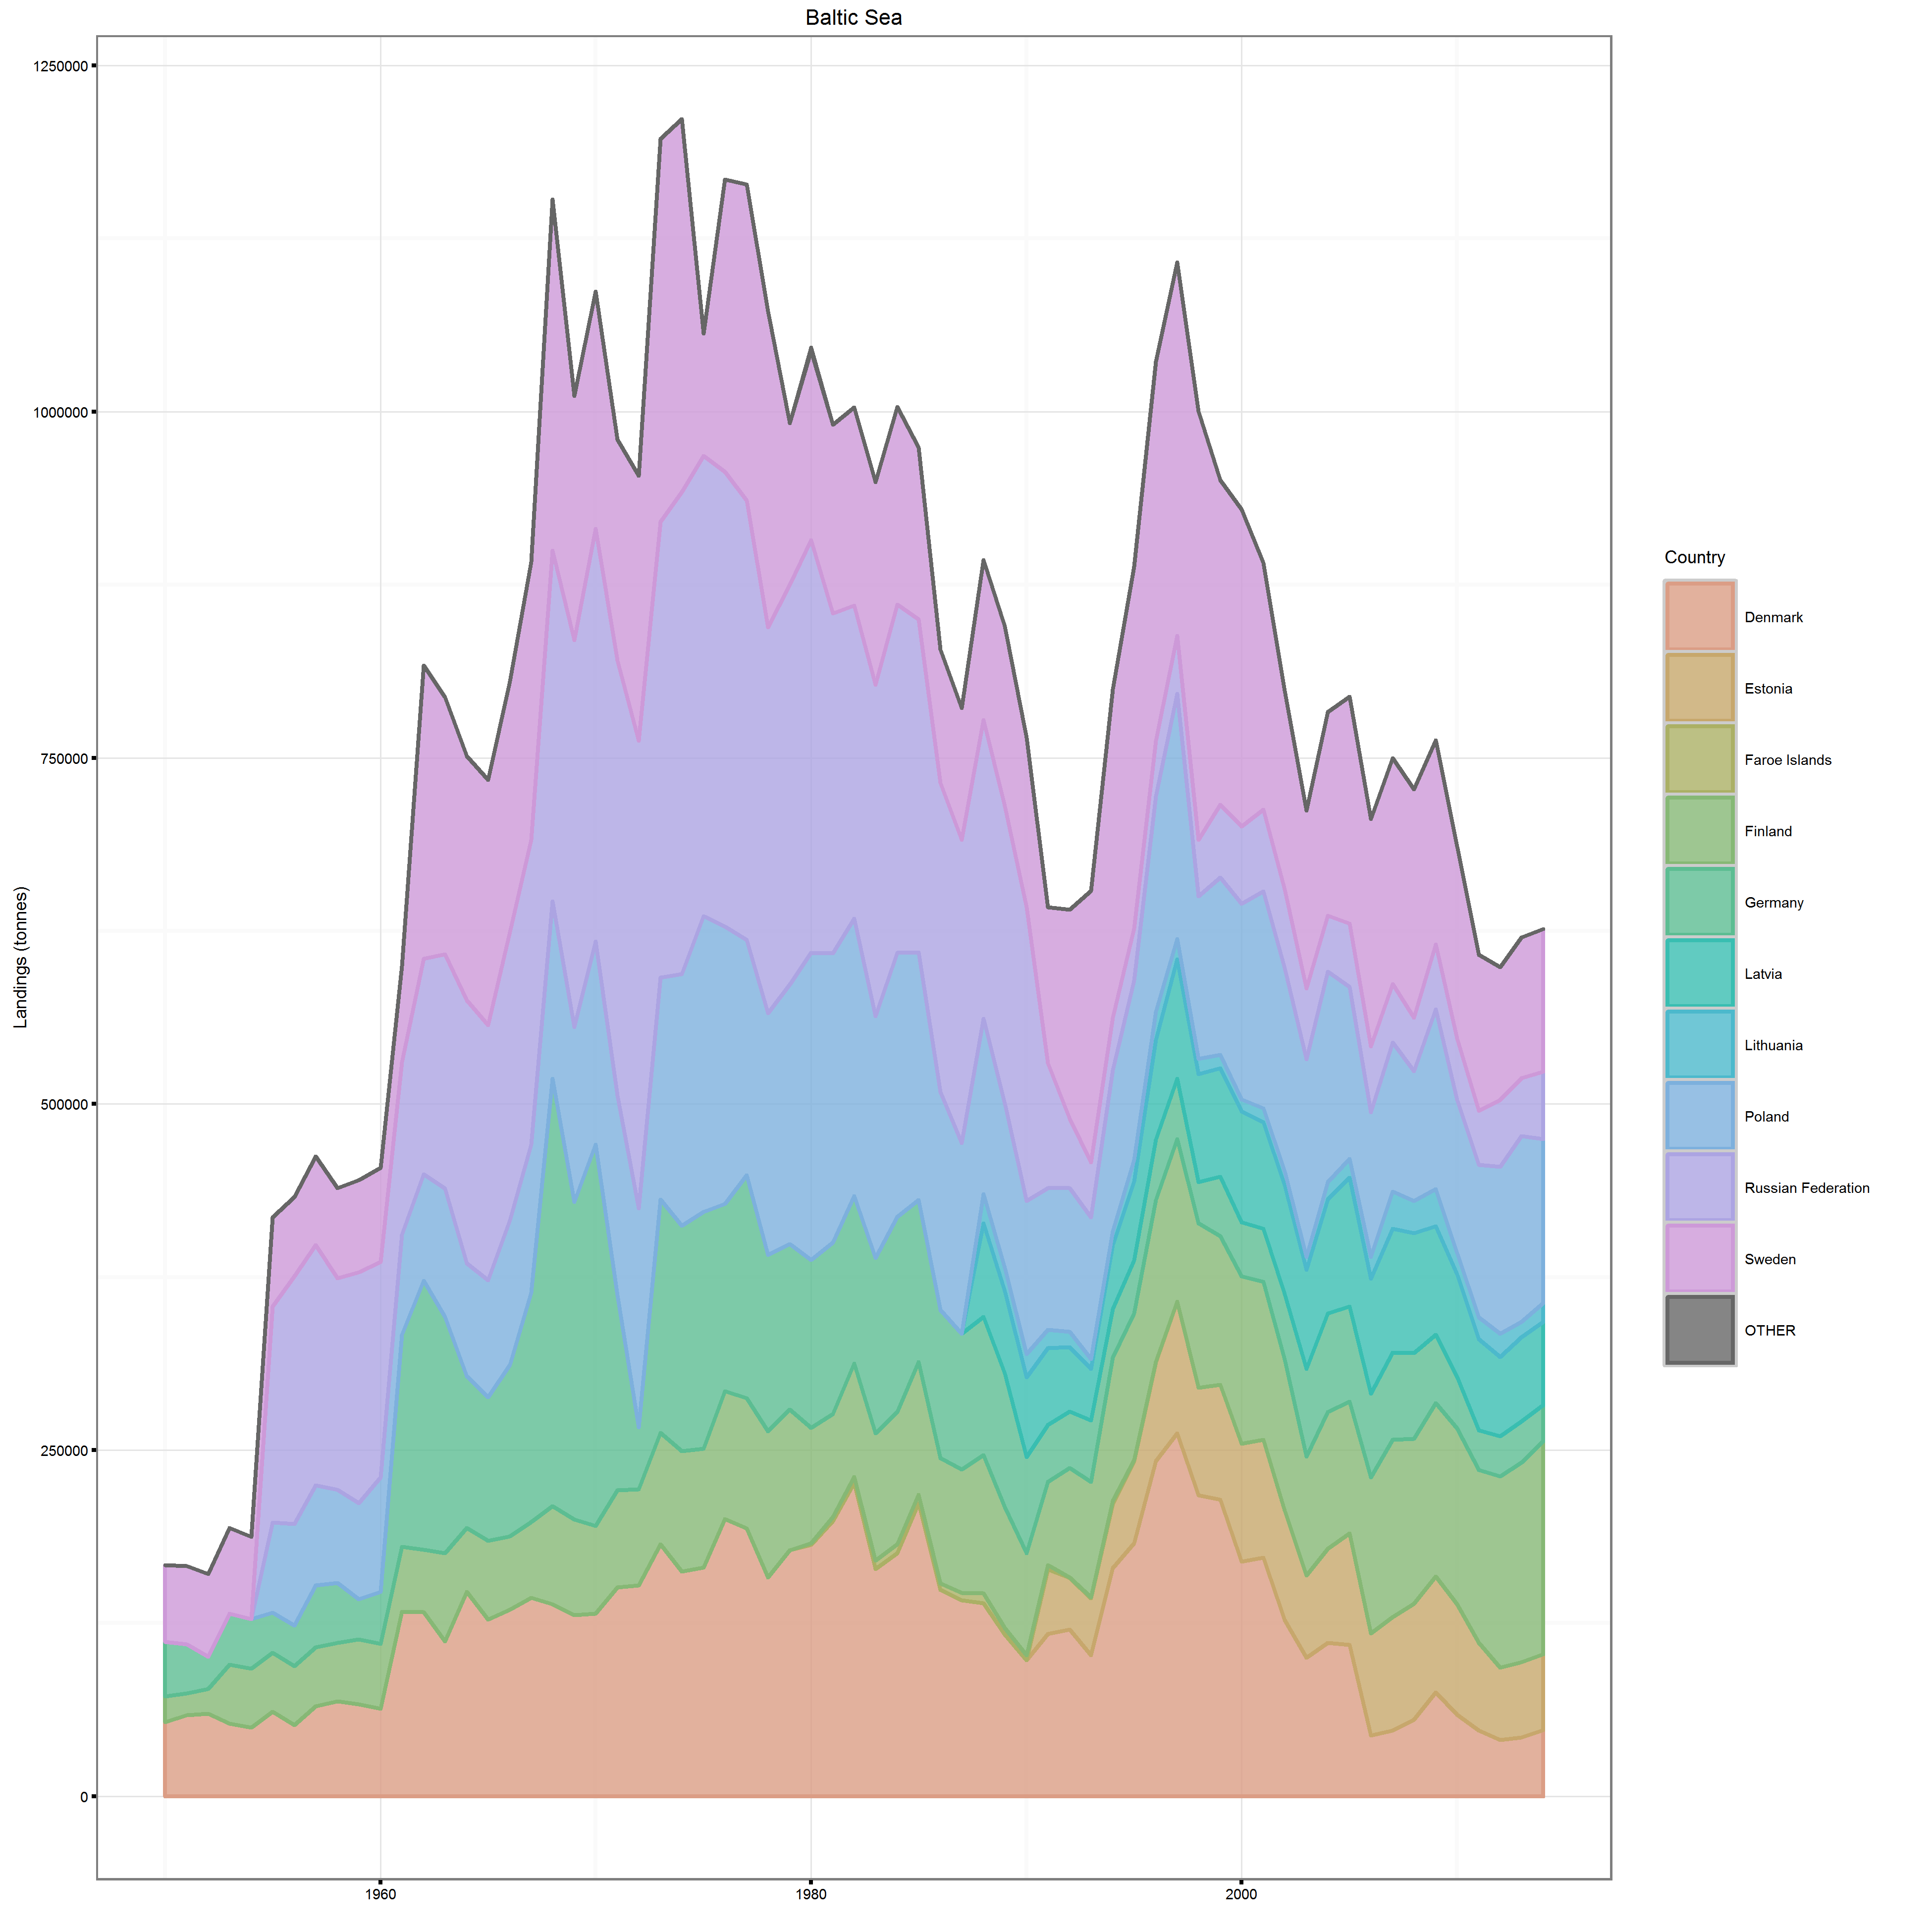 Baltic Sea
Landings (tonnes)
1250000
1000000
750000
500000
250000
0
1960
1980
2000
Country
Denmark
Estonia
Faroe Islands
Finland
Germany
Latvia
Lithuania
Poland
Russian Federation
Sweden
OTHER